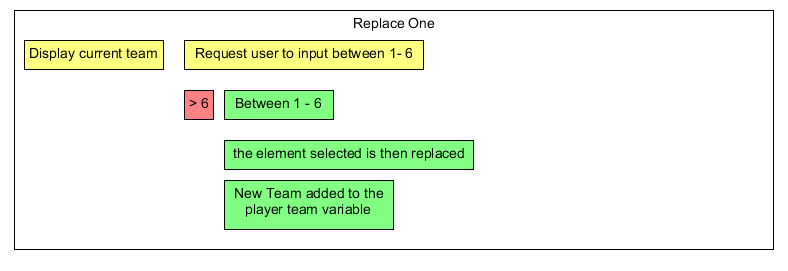 Replace One
Display current team
Request user to input between 1- 6
> 6
Between 1 - 6
the element selected is then replaced
New Team added to the
player team variable